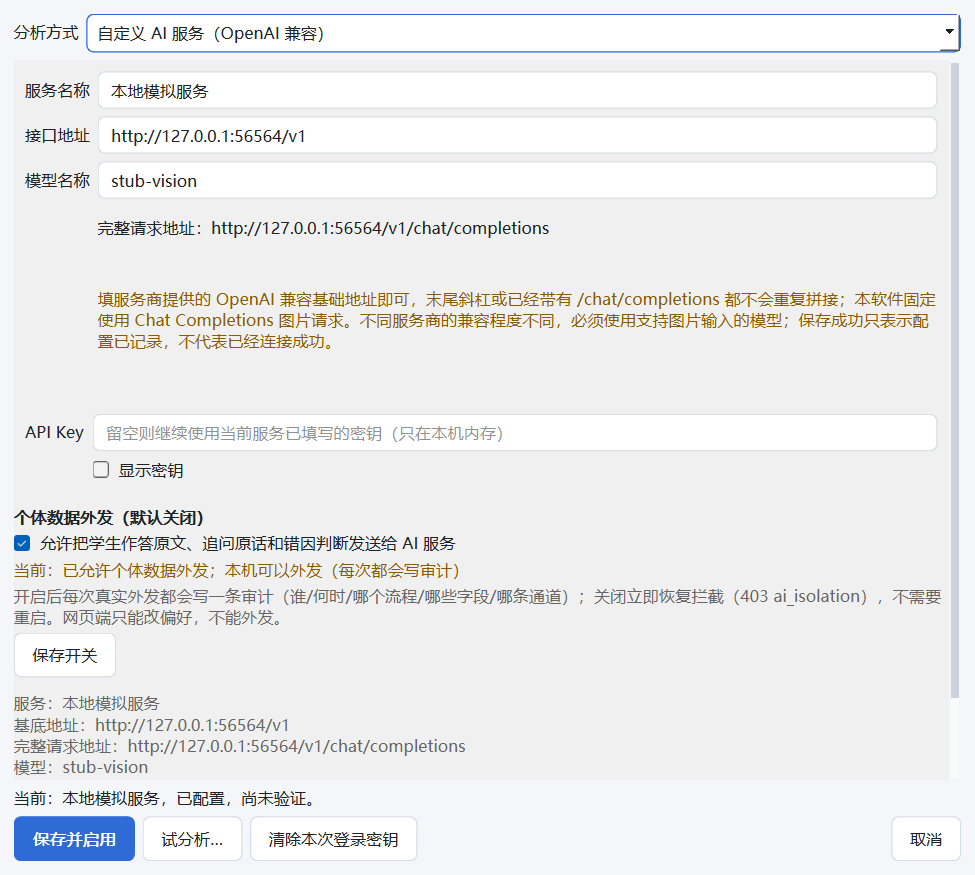 分析方式 自定义 AI 服务（OpenAI 兼容）
服务名称 本地模拟服务
接口地址 http://127.0.0.1:56564/v1
模型名称 stub-vision
完整请求地址：http://127.0.0.1:56564/v1/chat/completions
填服务商提供的 OpenAI 兼容基础地址即可，末尾斜杠或已经带有 /chat/completions 都不会重复拼接；本软件固定
使用 Chat Completions 图片请求。不同服务商的兼容程度不同，必须使用支持图片输入的模型；保存成功只表示配
置已记录，不代表已经连接成功。
API Key 留空则继续使用当前服务已填写的密钥（只在本机内存）
显示密钥
个体数据外发（默认关闭）
允许把学生作答原文、追问原话和错因判断发送给 AI 服务
当前：已允许个体数据外发；本机可以外发（每次都会写审计）
开启后每次真实外发都会写一条审计（谁/何时/哪个流程/哪些字段/哪条通道）；关闭立即恢复拦截（403 ai_isolation），不需要
重启。网页端只能改偏好，不能外发。
保存开关
服务：本地模拟服务
基底地址：http://127.0.0.1:56564/v1
完整请求地址：http://127.0.0.1:56564/v1/chat/completions
模型：stub-vision
当前：本地模拟服务，已配置，尚未验证。
保存并启用 试分析... 清除本次登录密钥 取消